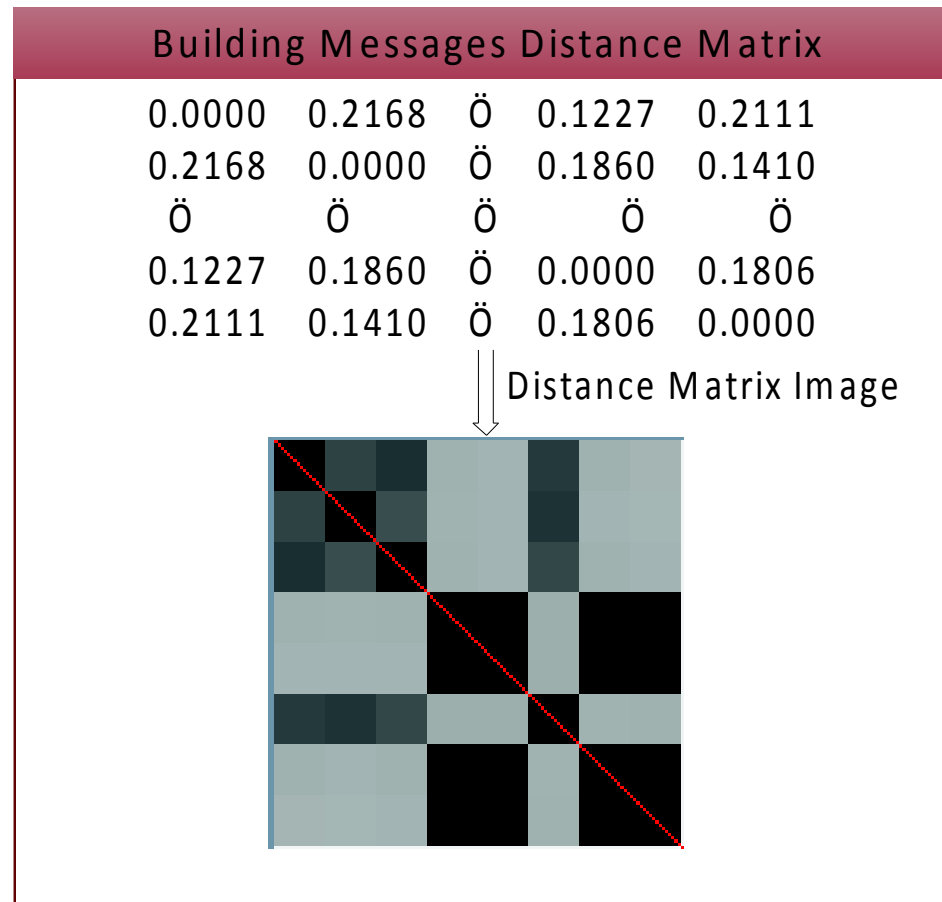 Building Messages Distance Matrix
0.0000 0.2168 Ö 0.1227 0.2111
0.2168 0.0000 Ö 0.1860 0.1410
Ö Ö Ö Ö Ö
0.1227 0.1860 Ö 0.0000 0.1806
0.2111 0.1410 Ö 0.1806 0.0000
Distance Matrix Image